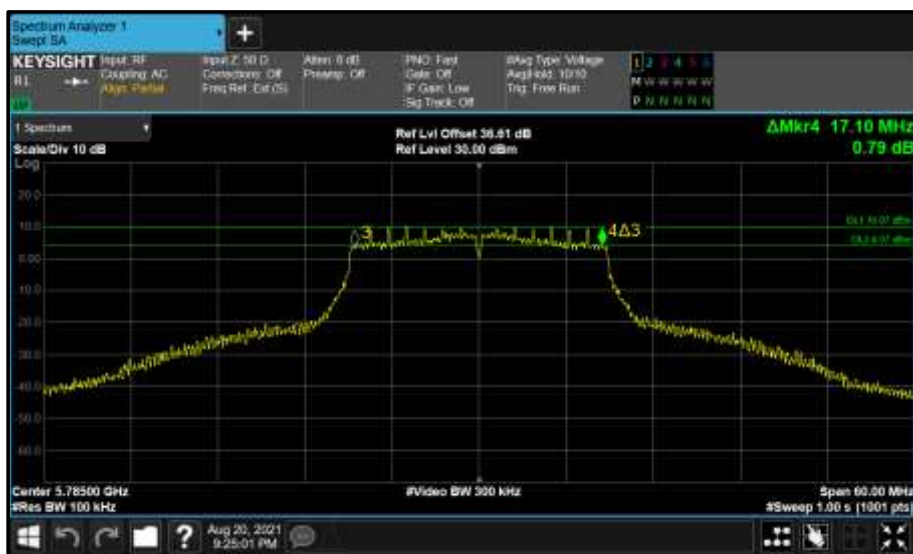 Spectrum Analyzer 1
Swept SA
+
KEYSIGHT Input: RF Input Z: 50 Ω Atten: 6 dB PNO: Fast #Avg Type: Voltage 1 2 3 4 5 6
RL Coupling: AC Corrections: Off Preamp: Off Gate: Off Avg|Hold: 10/10 M W W W W W
Align: Partial Freq Ref: Ext (S) IF Gain: Low Trig: Free Run
Sig Track: Off P N N N N N
1 Spectrum
Ref Lvl Offset 36.61 dB
ΔMkr4 17.10 MHz
Scale/Div 10 dB
Ref Level 30.00 dBm
0.79 dB
Log
20.0
10.0
3
4Δ3
0.00
-10.0
-20.0
-30.0
-40.0
-50.0
-60.0
Center 5.78500 GHz
#Video BW 300 kHz
Span 60.00 MHz
#Res BW 100 kHz
#Sweep 1.00 s (1001 pts)
?
Aug 20, 2021
9:25:01 PM